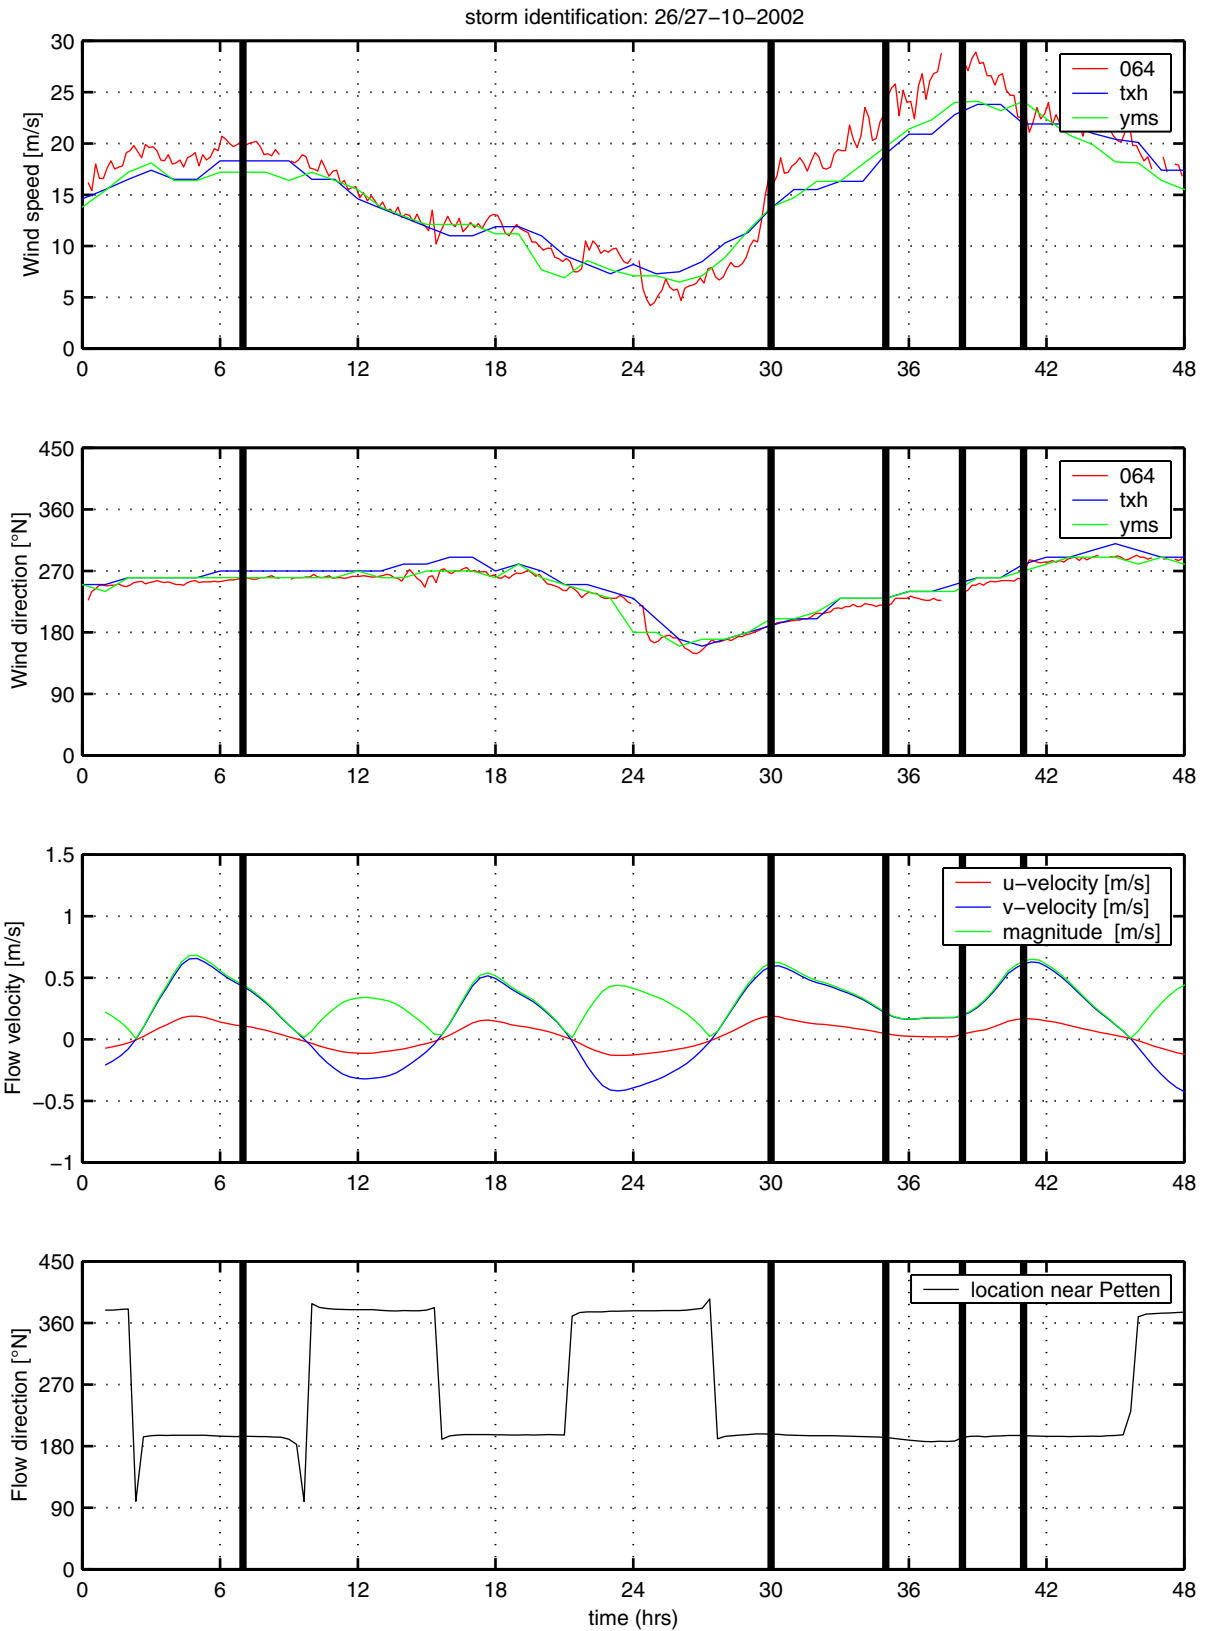 storm identification: 26/27−10−2002
30
25
20
15
10
5
0
Wind speed [m/s]
064
txh
yms
0 6 12 18 24 30 36 42 48
450
360
270
180
90
0
Wind direction [°N]
064
txh
yms
0 6 12 18 24 30 36 42 48
1.5
1
0.5
0
−0.5
−1
Flow velocity [m/s]
u−velocity [m/s]
v−velocity [m/s]
magnitude [m/s]
0 6 12 18 24 30 36 42 48
450
360
270
180
90
0
Flow direction [°N]
location near Petten
0 6 12 18 24 30 36 42 48
time (hrs)